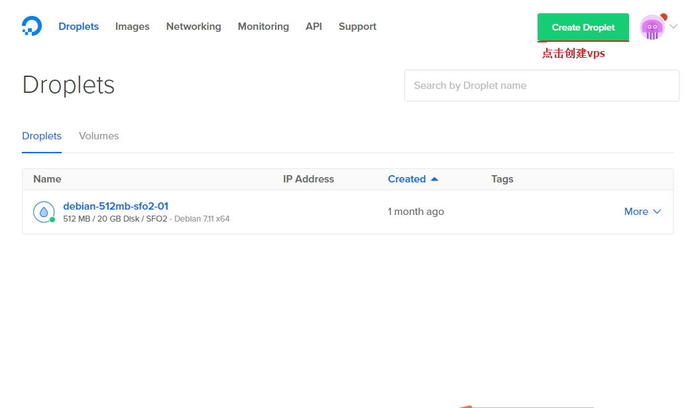 Droplets Images Networking Monitoring API Support Create Droplet
点击创建vps
Droplets Search by Droplet name
Droplets Volumes
Name IP Address Created Tags
debian-512mb-sfo2-01
512 MB / 20 GB Disk / SFO2 - Debian 7.11 x64 1 month ago More